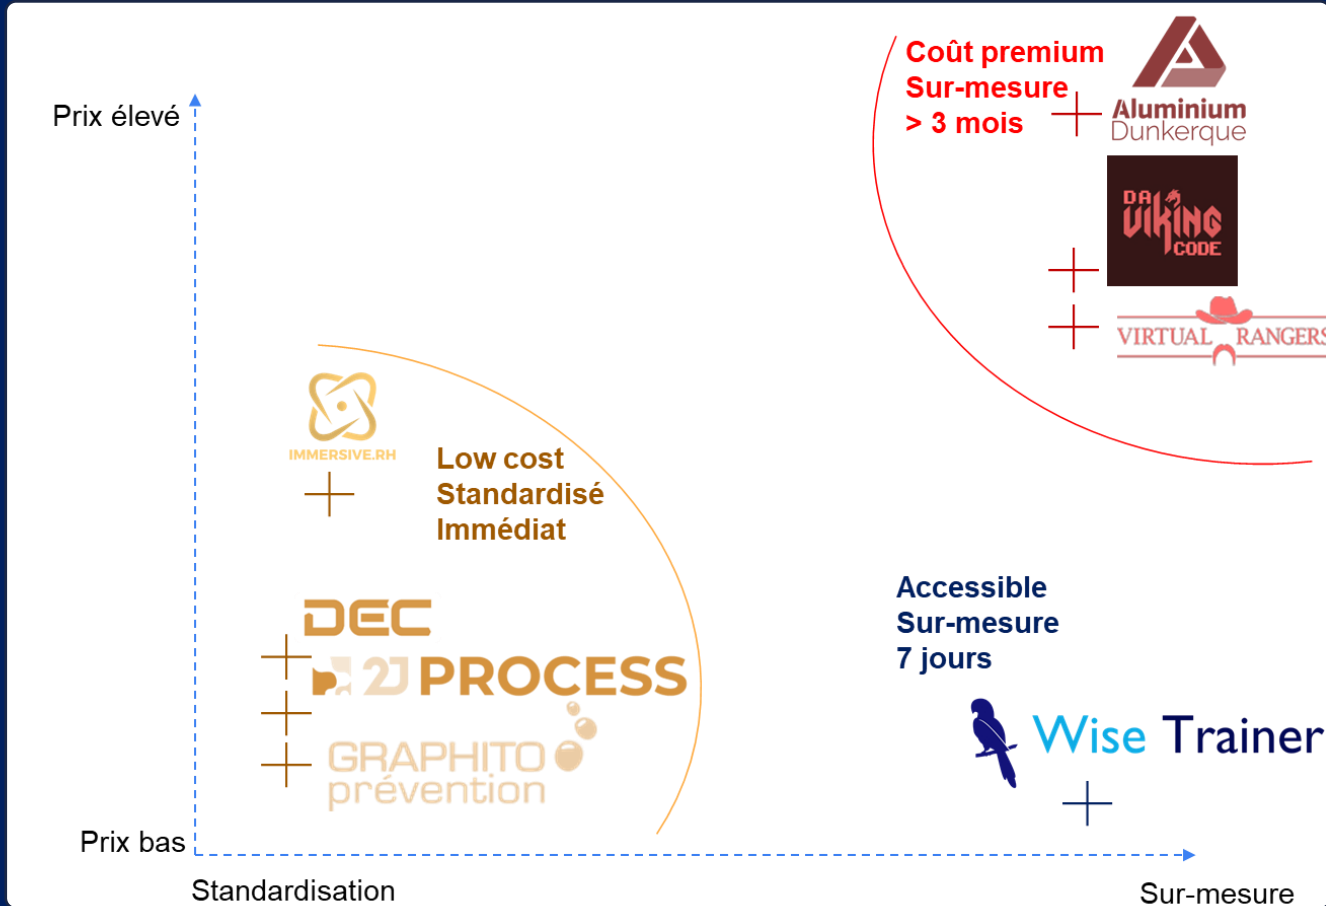 Prix élevé
Coût premium
Sur-mesure
> 3 mois
Aluminium
Dunkerque
DA
VIKING
CODE
VIRTUAL RANGERS
IMMERSIVE.RH
Low cost
Standardisé
Immédiat
DEC
2J PROCESS
GRAPHITO
prévention
Accessible
Sur-mesure
7 jours
Wise Trainer
Prix bas
Standardisation
Sur-mesure